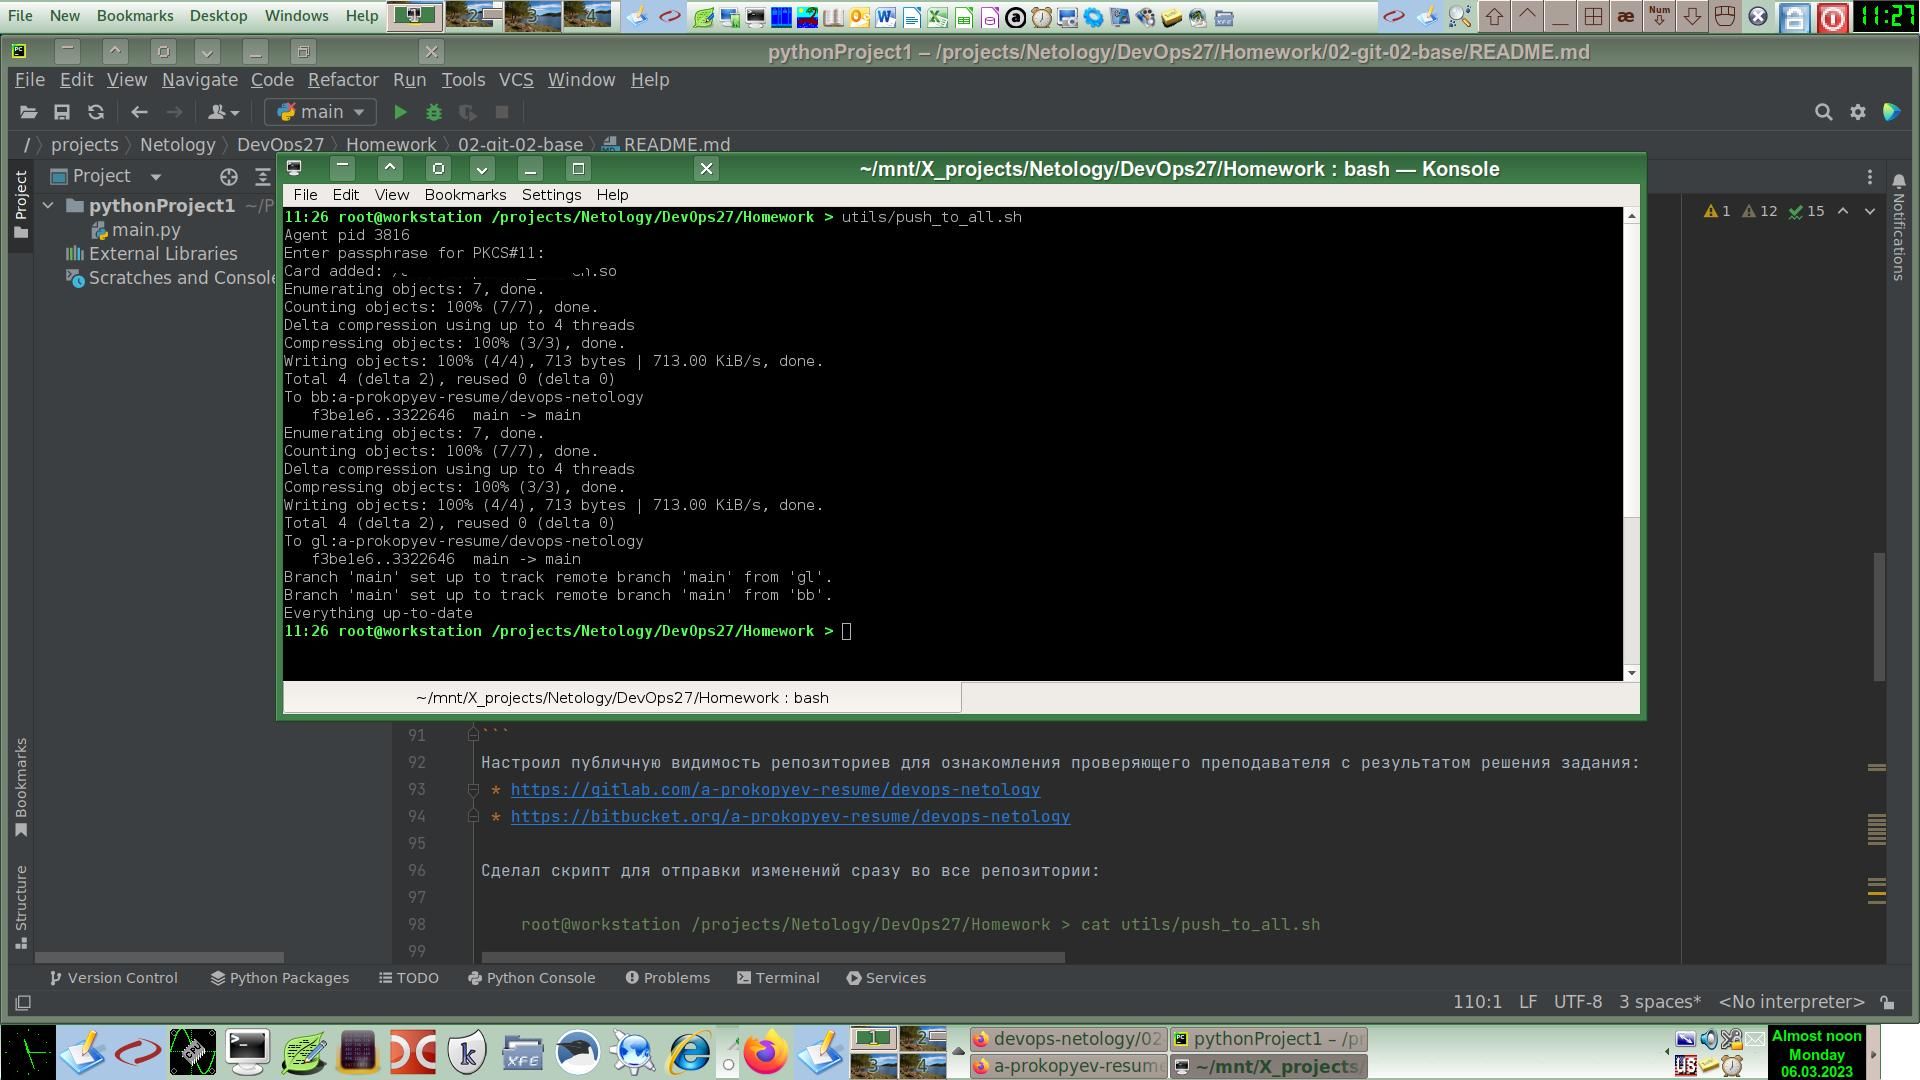 File New Bookmarks Desktop Windows Help 1 2 3 4 Num 11:27
pythonProject1 – /projects/Netology/DevOps27/Homework/02-git-02-base/README.md
File Edit View Navigate Code Refactor Run Tools VCS Window Help
main
/ projects Netology DevOps27 Homework 02-git-02-base README.md
Project
Project
pythonProject1 ~/P
main.py
External Libraries
Scratches and Console
1 12 15
Notifications
~/mnt/X_projects/Netology/DevOps27/Homework : bash — Konsole
File Edit View Bookmarks Settings Help
11:26 root@workstation /projects/Netology/DevOps27/Homework > utils/push_to_all.sh
Agent pid 3816
Enter passphrase for PKCS#11:
Card added: .so
Enumerating objects: 7, done.
Counting objects: 100% (7/7), done.
Delta compression using up to 4 threads
Compressing objects: 100% (3/3), done.
Writing objects: 100% (4/4), 713 bytes | 713.00 KiB/s, done.
Total 4 (delta 2), reused 0 (delta 0)
To bb:a-prokopyev-resume/devops-netology
f3be1e6..3322646 main -> main
Enumerating objects: 7, done.
Counting objects: 100% (7/7), done.
Delta compression using up to 4 threads
Compressing objects: 100% (3/3), done.
Writing objects: 100% (4/4), 713 bytes | 713.00 KiB/s, done.
Total 4 (delta 2), reused 0 (delta 0)
To gl:a-prokopyev-resume/devops-netology
f3be1e6..3322646 main -> main
Branch 'main' set up to track remote branch 'main' from 'gl'.
Branch 'main' set up to track remote branch 'main' from 'bb'.
Everything up-to-date
11:26 root@workstation /projects/Netology/DevOps27/Homework >
~/mnt/X_projects/Netology/DevOps27/Homework : bash
91 ```
92 Настроил публичную видимость репозиториев для ознакомления проверяющего преподавателя с результатом решения задания:
93 * https://gitlab.com/a-prokopyev-resume/devops-netology
94 * https://bitbucket.org/a-prokopyev-resume/devops-netology
95
96 Сделал скрипт для отправки изменений сразу во все репозитории:
97
98 root@workstation /projects/Netology/DevOps27/Homework > cat utils/push_to_all.sh
99
Bookmarks
Structure
Version Control Python Packages TODO Python Console Problems Terminal Services
110:1 LF UTF-8 3 spaces* <No interpreter>
CPU XFE 1 2 3 4
devops-netology/02 pythonProject1 – /pr
a-prokopyev-resume ~/mnt/X_projects/
US
Almost noon
Monday
06.03.2023